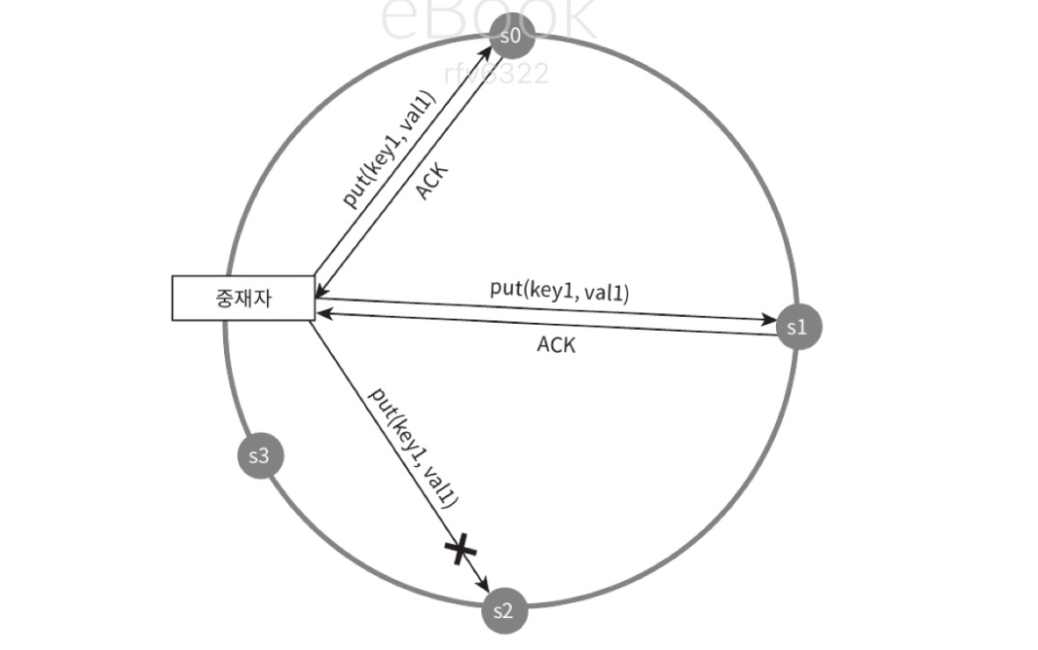 eBook
s0
rfv6322
put(key1, val1)
ACK
중재자
put(key1, val1)
ACK
s1
put(key1, val1)
s3
s2